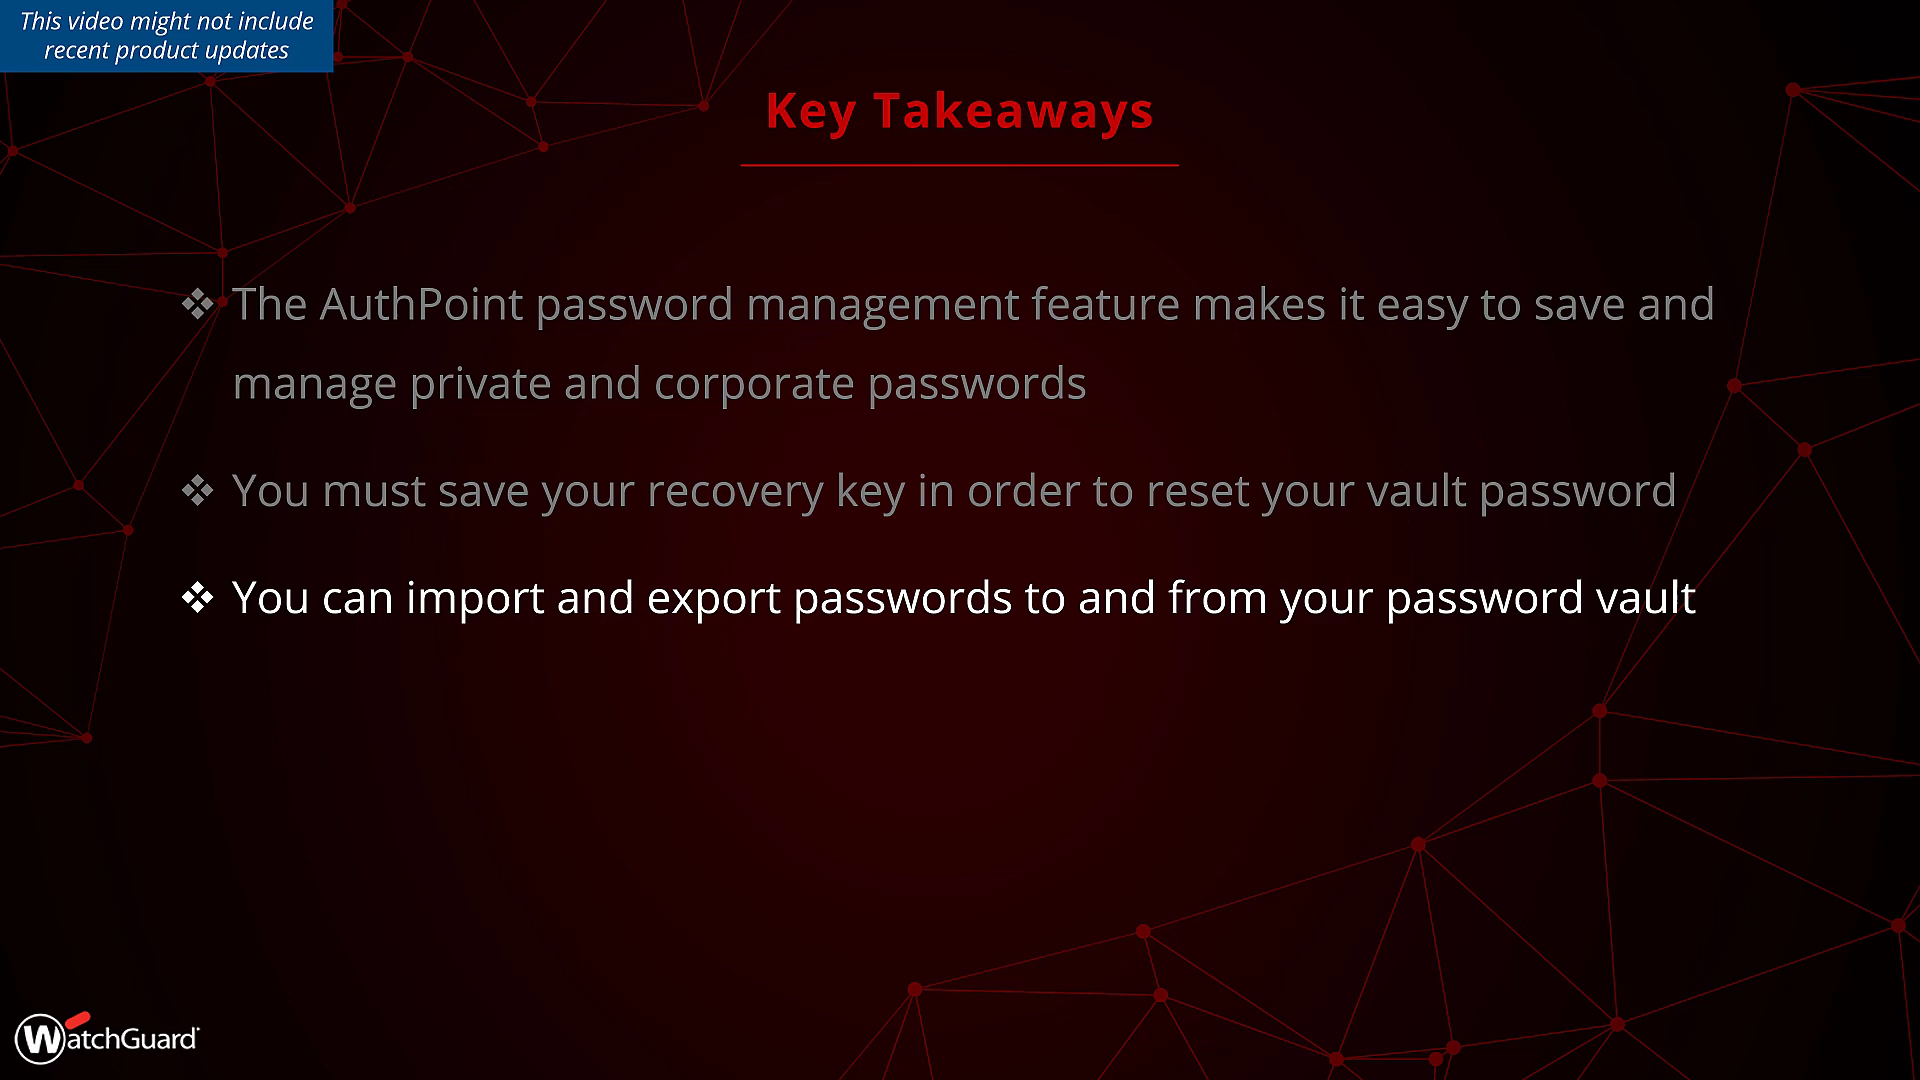 This video might not include
recent product updates
Key Takeaways
❖ The AuthPoint password management feature makes it easy to save and
manage private and corporate passwords
❖ You must save your recovery key in order to reset your vault password
❖ You can import and export passwords to and from your password vault
WatchGuard